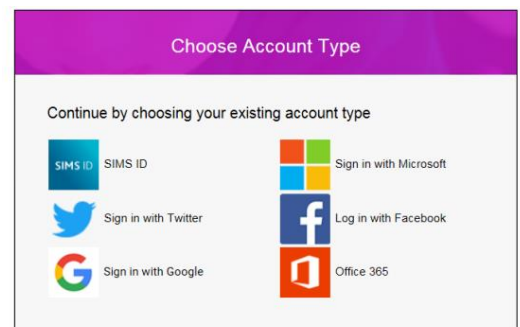 Choose Account Type
Continue by choosing your existing account type
SIMS ID SIMS ID
Sign in with Microsoft
Sign in with Twitter
Log in with Facebook
Sign in with Google
Office 365